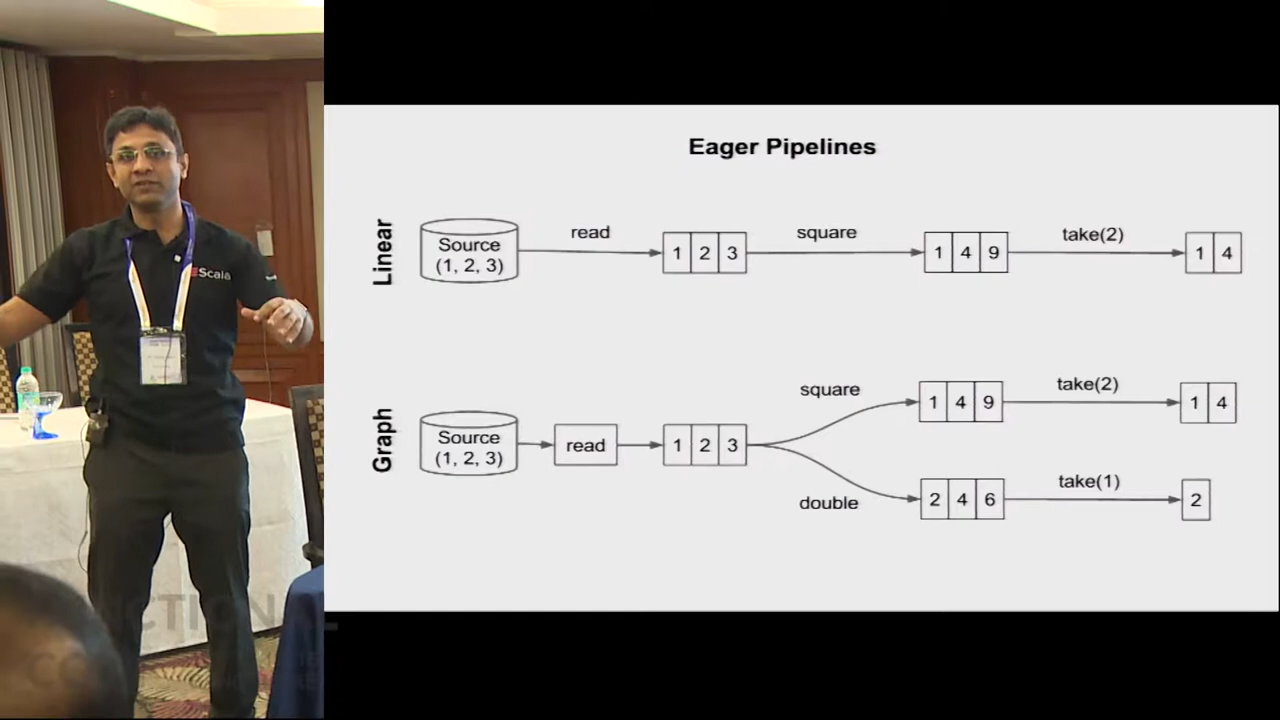 Eager Pipelines
Linear
Source
(1, 2, 3)
read
1 2 3
square
1 4 9
take(2)
1 4
Graph
Source
(1, 2, 3)
read
1 2 3
square
1 4 9
take(2)
1 4
double
2 4 6
take(1)
2
Scala